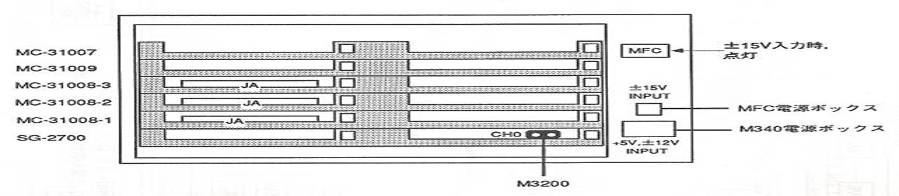 MC-31007
MC-31009
MC-31008-3
MC-31008-2
MC-31008-1
SG-2700
JA
JA
JA
CH0
M3200
MFC
±15V入力時,
点灯
±15V
INPUT
MFC電源ボックス
M340電源ボックス
+5V,±12V
INPUT